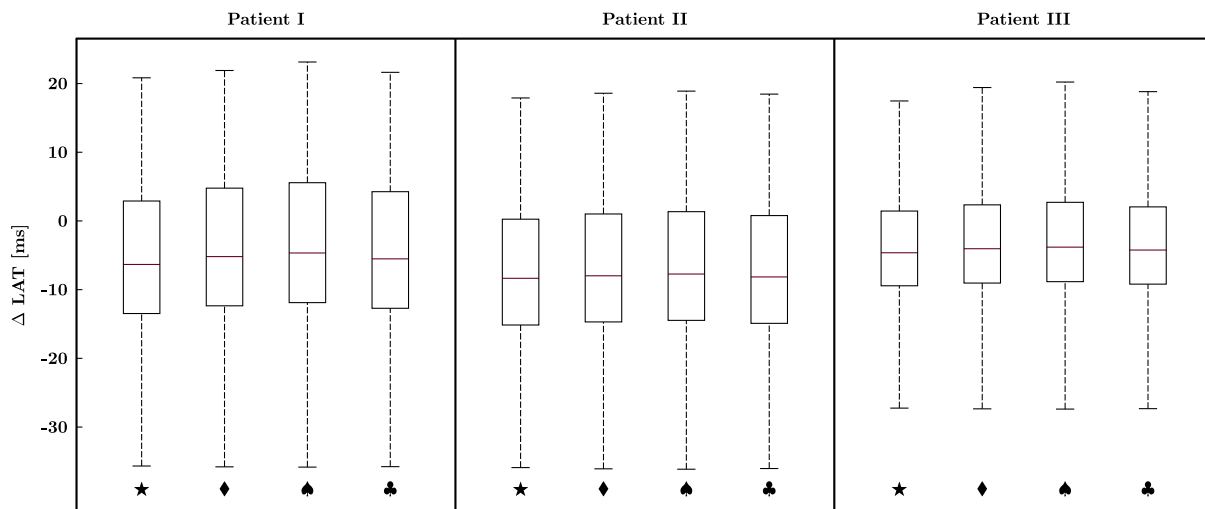 Patient I Patient II Patient III
20
10
0
-10
-20
-30
△ LAT [ms]
★ ♦ ♠ ♣ ★ ♦ ♠ ♣ ★ ♦ ♠ ♣